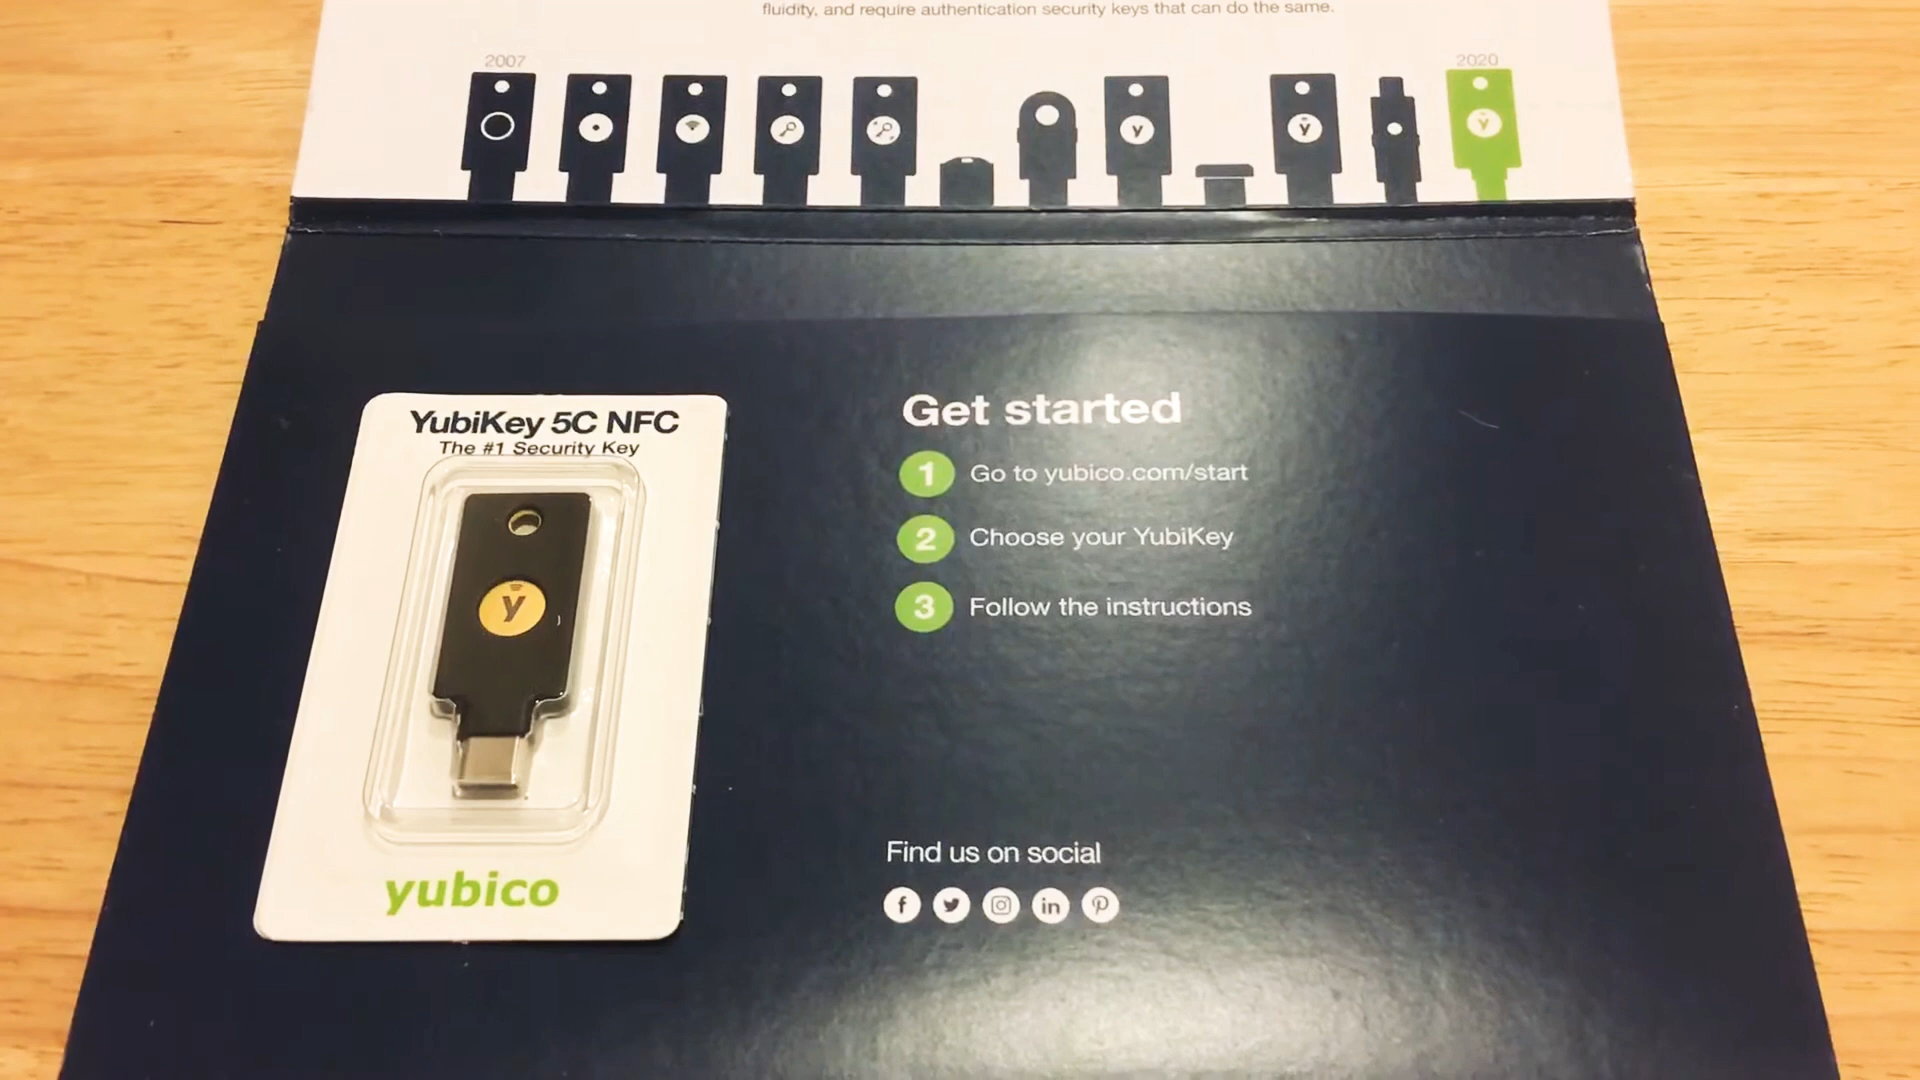 fluidity, and require authentication security keys that can do the same.
2007
2020
YubiKey 5C NFC
The #1 Security Key
y
yubico
Get started
1 Go to yubico.com/start
2 Choose your YubiKey
3 Follow the instructions
Find us on social